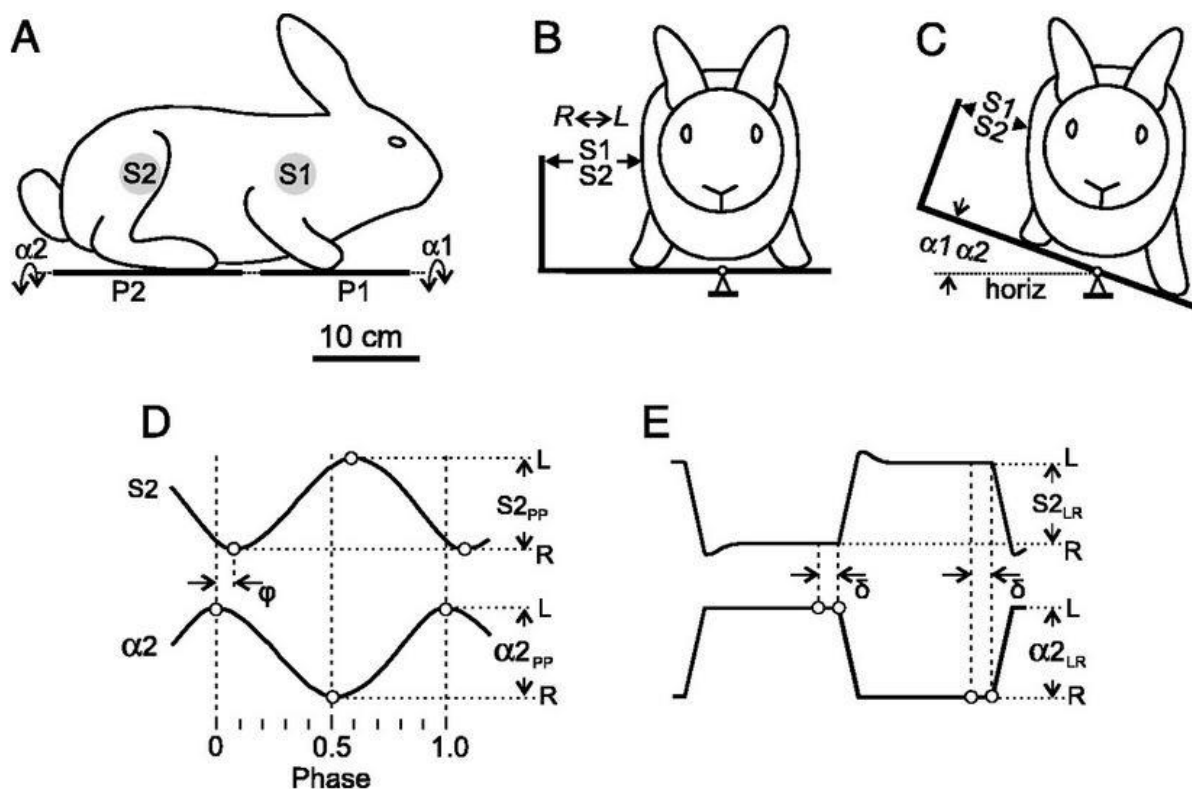 A
S2
S1
α2
α1
P2
P1
10 cm
B
R↔L
S1
S2
C
S1
S2
α1 α2
horiz
D
S2
L
S2PP
R
φ
α2
L
α2PP
R
0
0.5
1.0
Phase
E
L
S2LR
R
δ
δ
L
α2LR
R